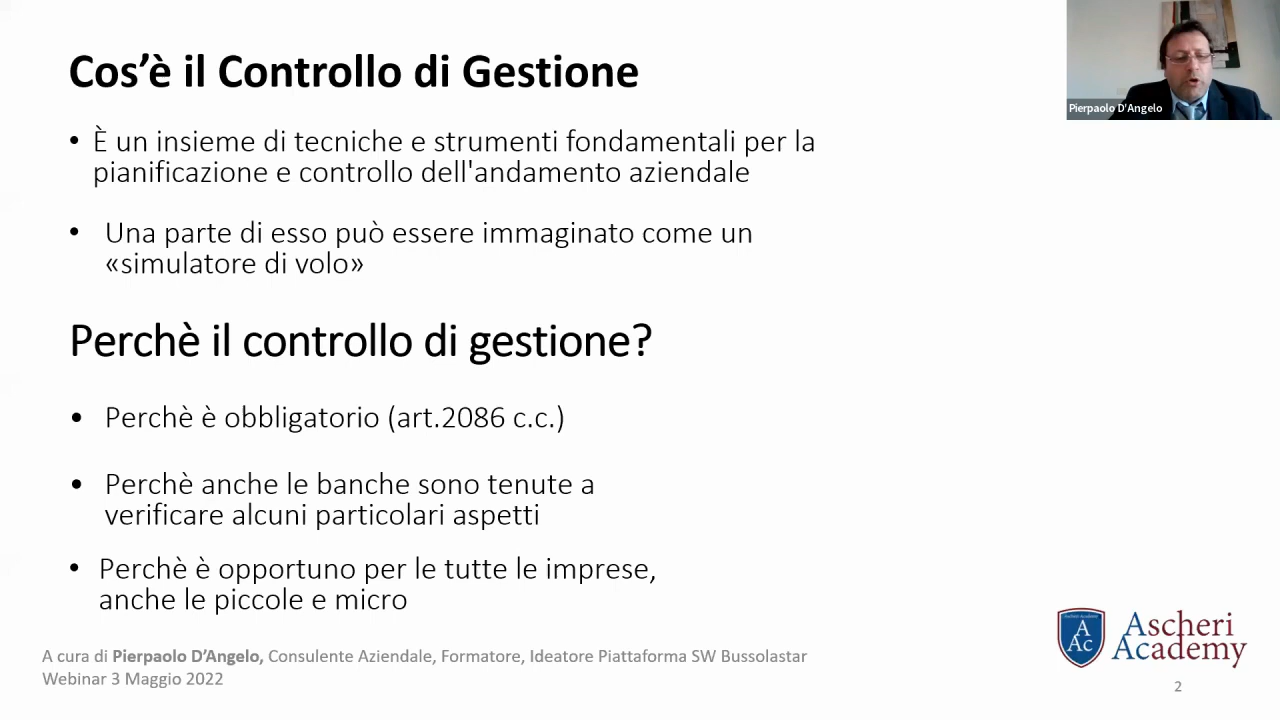 Cos’è il Controllo di Gestione
• È un insieme di tecniche e strumenti fondamentali per la
pianificazione e controllo dell'andamento aziendale
• Una parte di esso può essere immaginato come un
«simulatore di volo»
Perchè il controllo di gestione?
• Perchè è obbligatorio (art.2086 c.c.)
• Perchè anche le banche sono tenute a
verificare alcuni particolari aspetti
• Perchè è opportuno per le tutte le imprese,
anche le piccole e micro
A cura di Pierpaolo D’Angelo, Consulente Aziendale, Formatore, Ideatore Piattaforma SW Bussolastar
Webinar 3 Maggio 2022
Pierpaolo D'Angelo
Ascheri Academy
A
Ac
Ascheri
Academy
2